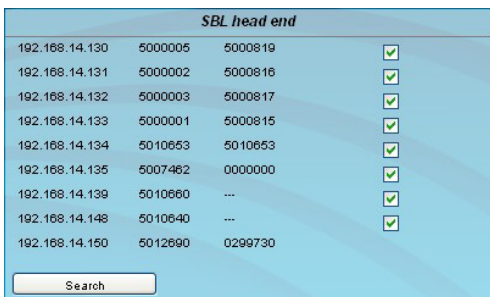 SBL head end
192.168.14.130 5000005 5000819
192.168.14.131 5000002 5000816
192.168.14.132 5000003 5000817
192.168.14.133 5000001 5000815
192.168.14.134 5010653 5010653
192.168.14.135 5007462 0000000
192.168.14.139 5010660 ---
192.168.14.148 5010640 ---
192.168.14.150 5012690 0299730
Search